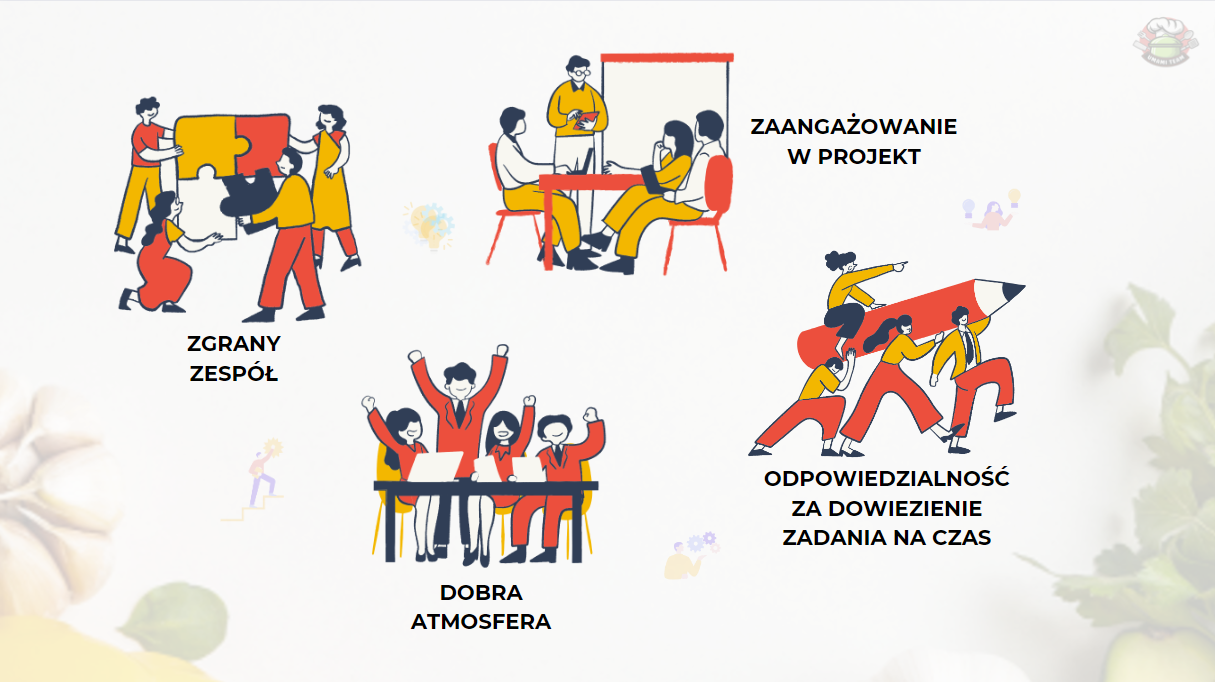 ZAANGAŻOWANIE
W PROJEKT
ZGRANY
ZESPÓŁ
ODPOWIEDZIALNOŚĆ
ZA DOWIEZIENIE
ZADANIA NA CZAS
DOBRA
ATMOSFERA